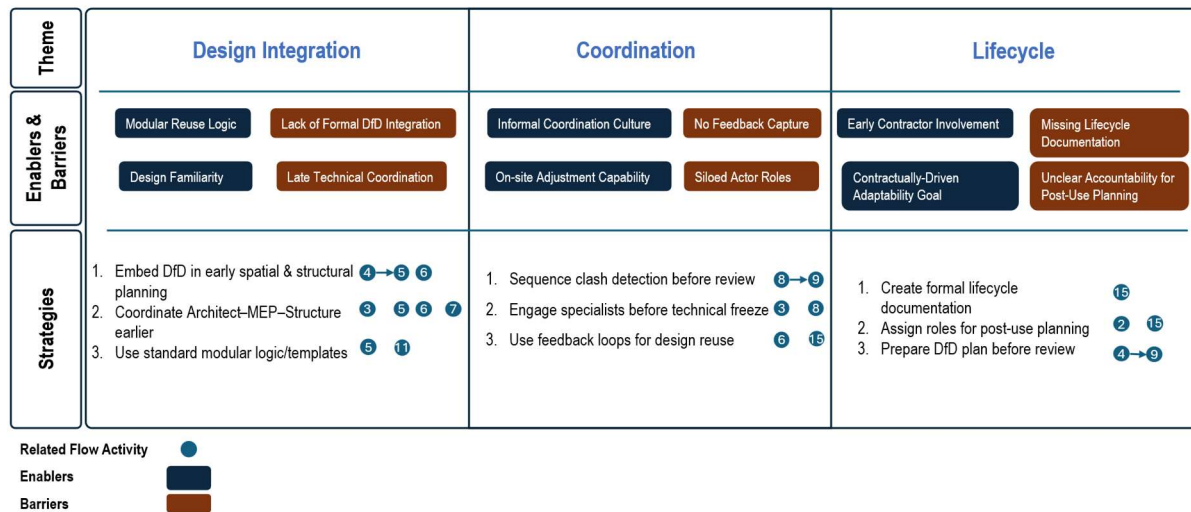 Theme
Design Integration
Coordination
Lifecycle
Enablers &
Barriers
Modular Reuse Logic
Lack of Formal DfD Integration
Design Familiarity
Late Technical Coordination
Informal Coordination Culture
No Feedback Capture
On-site Adjustment Capability
Siloed Actor Roles
Early Contractor Involvement
Missing Lifecycle
Documentation
Contractually-Driven
Adaptability Goal
Unclear Accountability for
Post-Use Planning
Strategies
1. Embed DfD in early spatial & structural 4 5 6
planning
2. Coordinate Architect–MEP–Structure 3 5 6 7
earlier
3. Use standard modular logic/templates 5 11
1. Sequence clash detection before review 8 9
2. Engage specialists before technical freeze 3 8
3. Use feedback loops for design reuse 6 15
1. Create formal lifecycle 15
documentation
2. Assign roles for post-use planning 2 15
3. Prepare DfD plan before review 4 9
Related Flow Activity
Enablers
Barriers